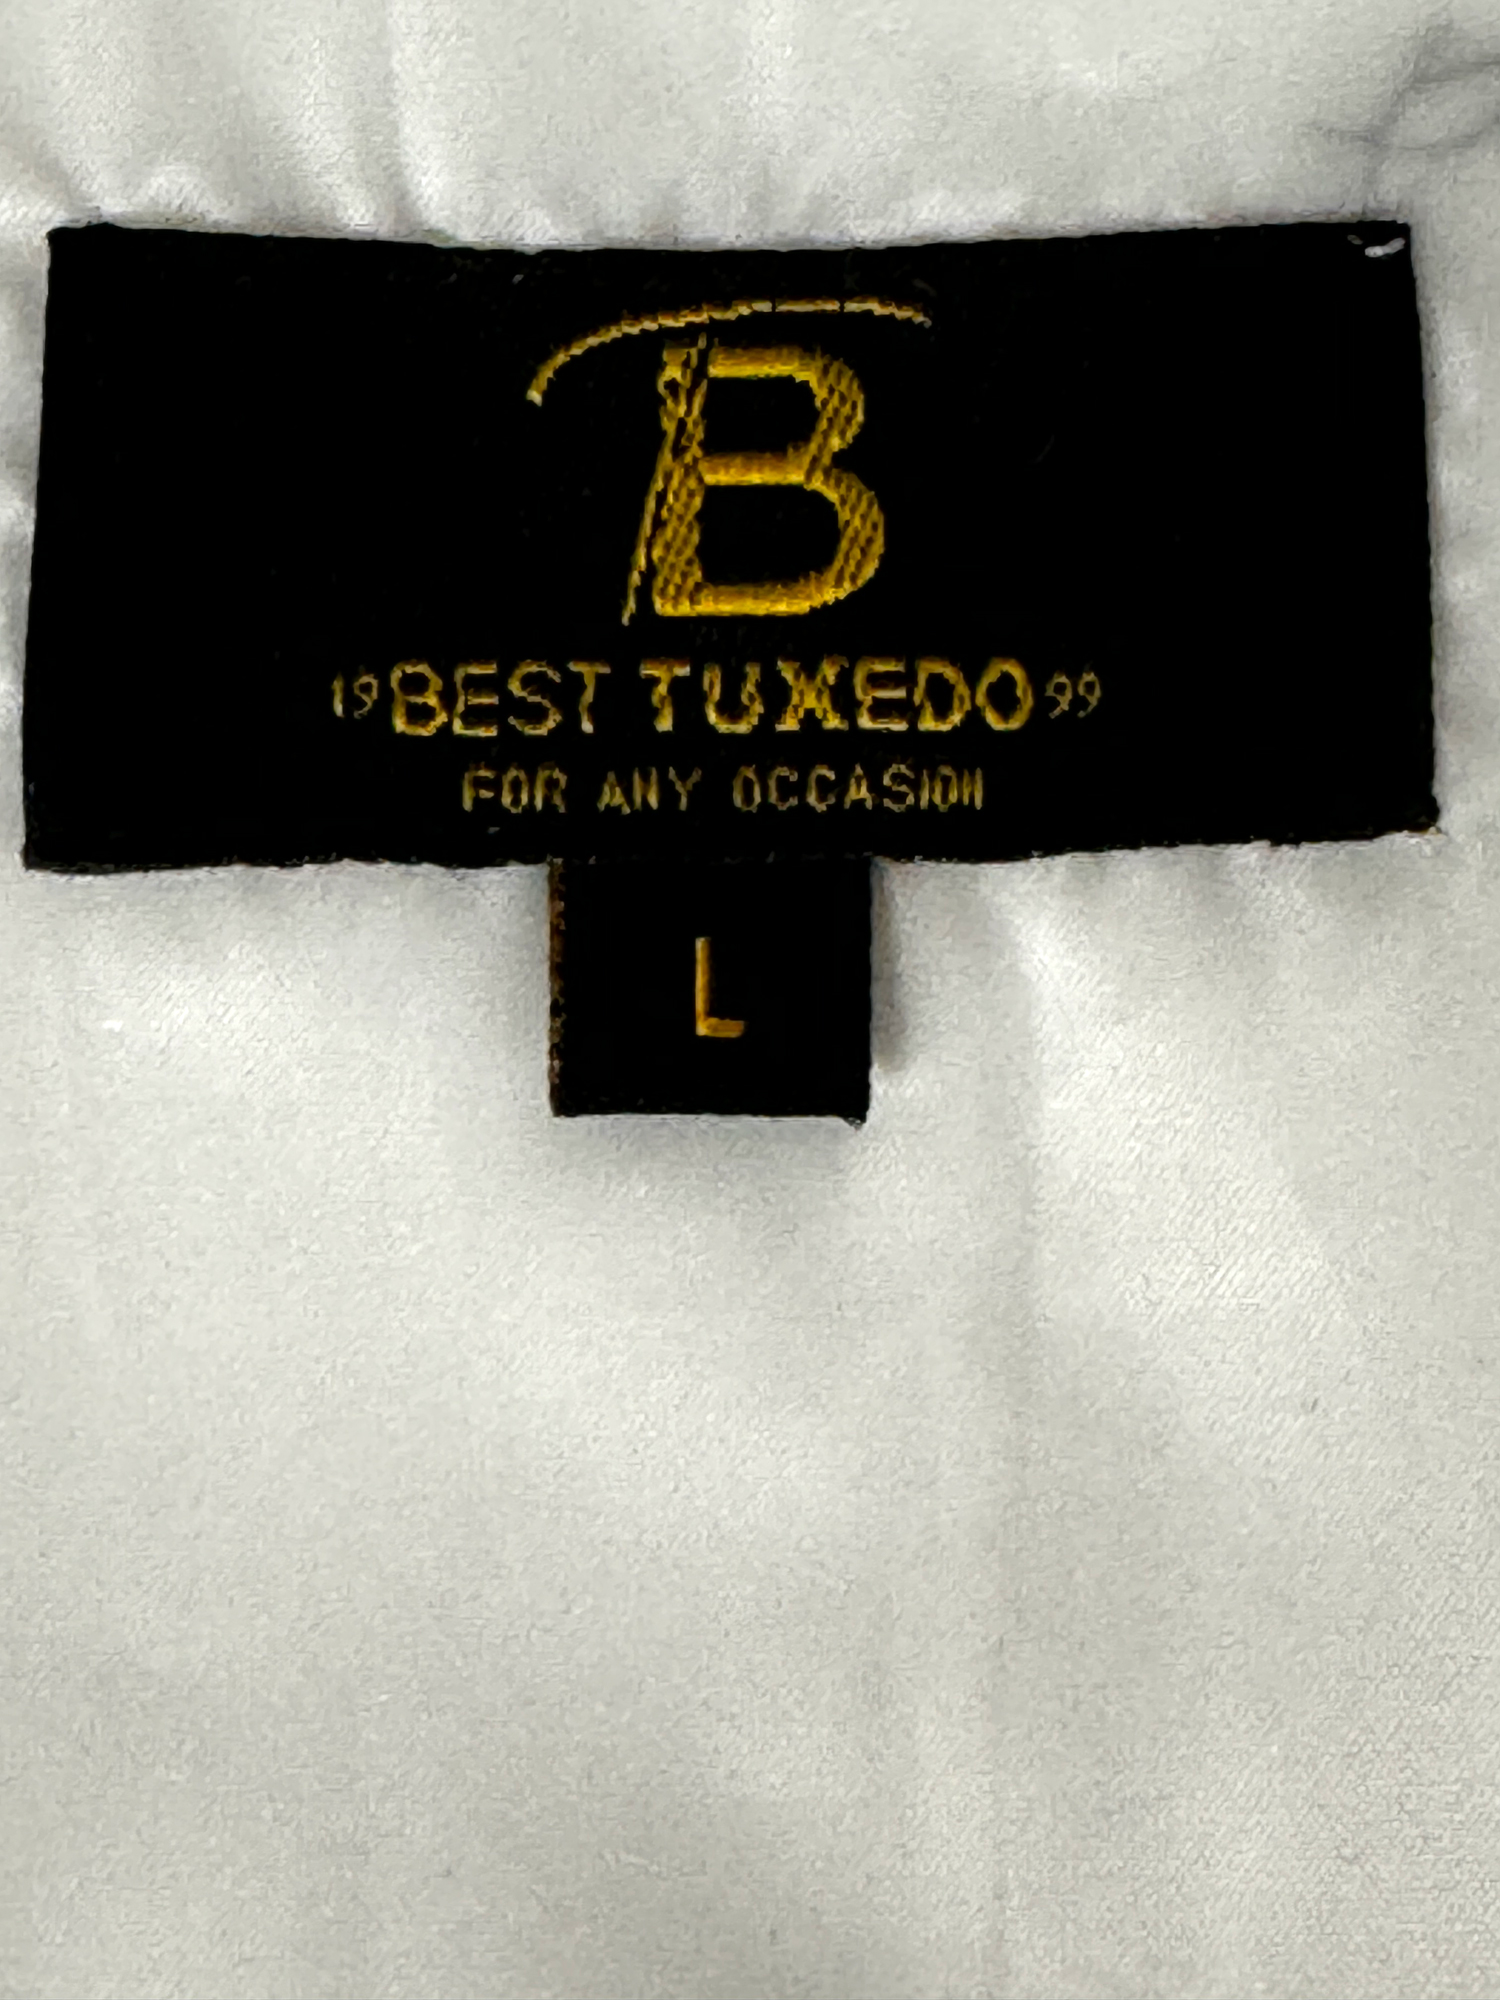 B
19 BEST TUXEDO 99
FOR ANY OCCASION
L